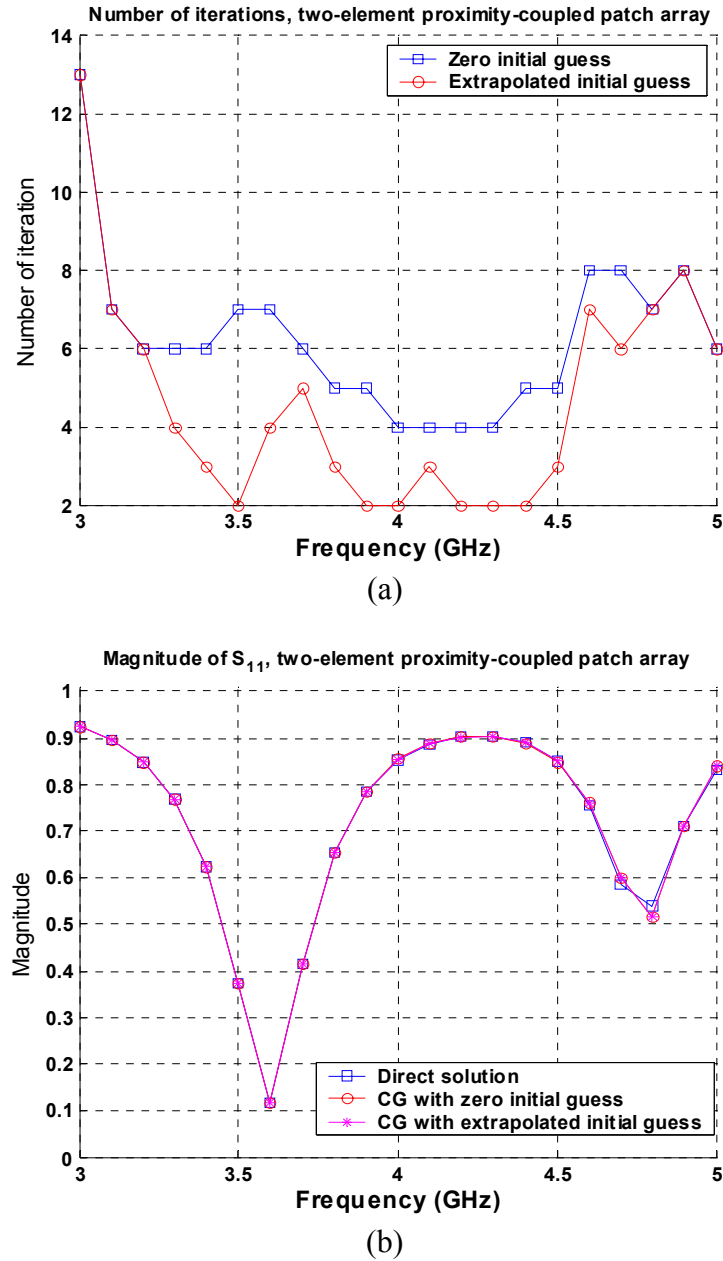 Number of iterations, two-element proximity-coupled patch array
14
12
10
8
6
4
2
Number of iteration
Zero initial guess
Extrapolated initial guess
3
3.5
4
4.5
5
Frequency (GHz)
(a)
Magnitude of S11, two-element proximity-coupled patch array
1
0.9
0.8
0.7
0.6
0.5
0.4
0.3
0.2
0.1
0
Magnitude
Direct solution
CG with zero initial guess
CG with extrapolated initial guess
3
3.5
4
4.5
5
Frequency (GHz)
(b)